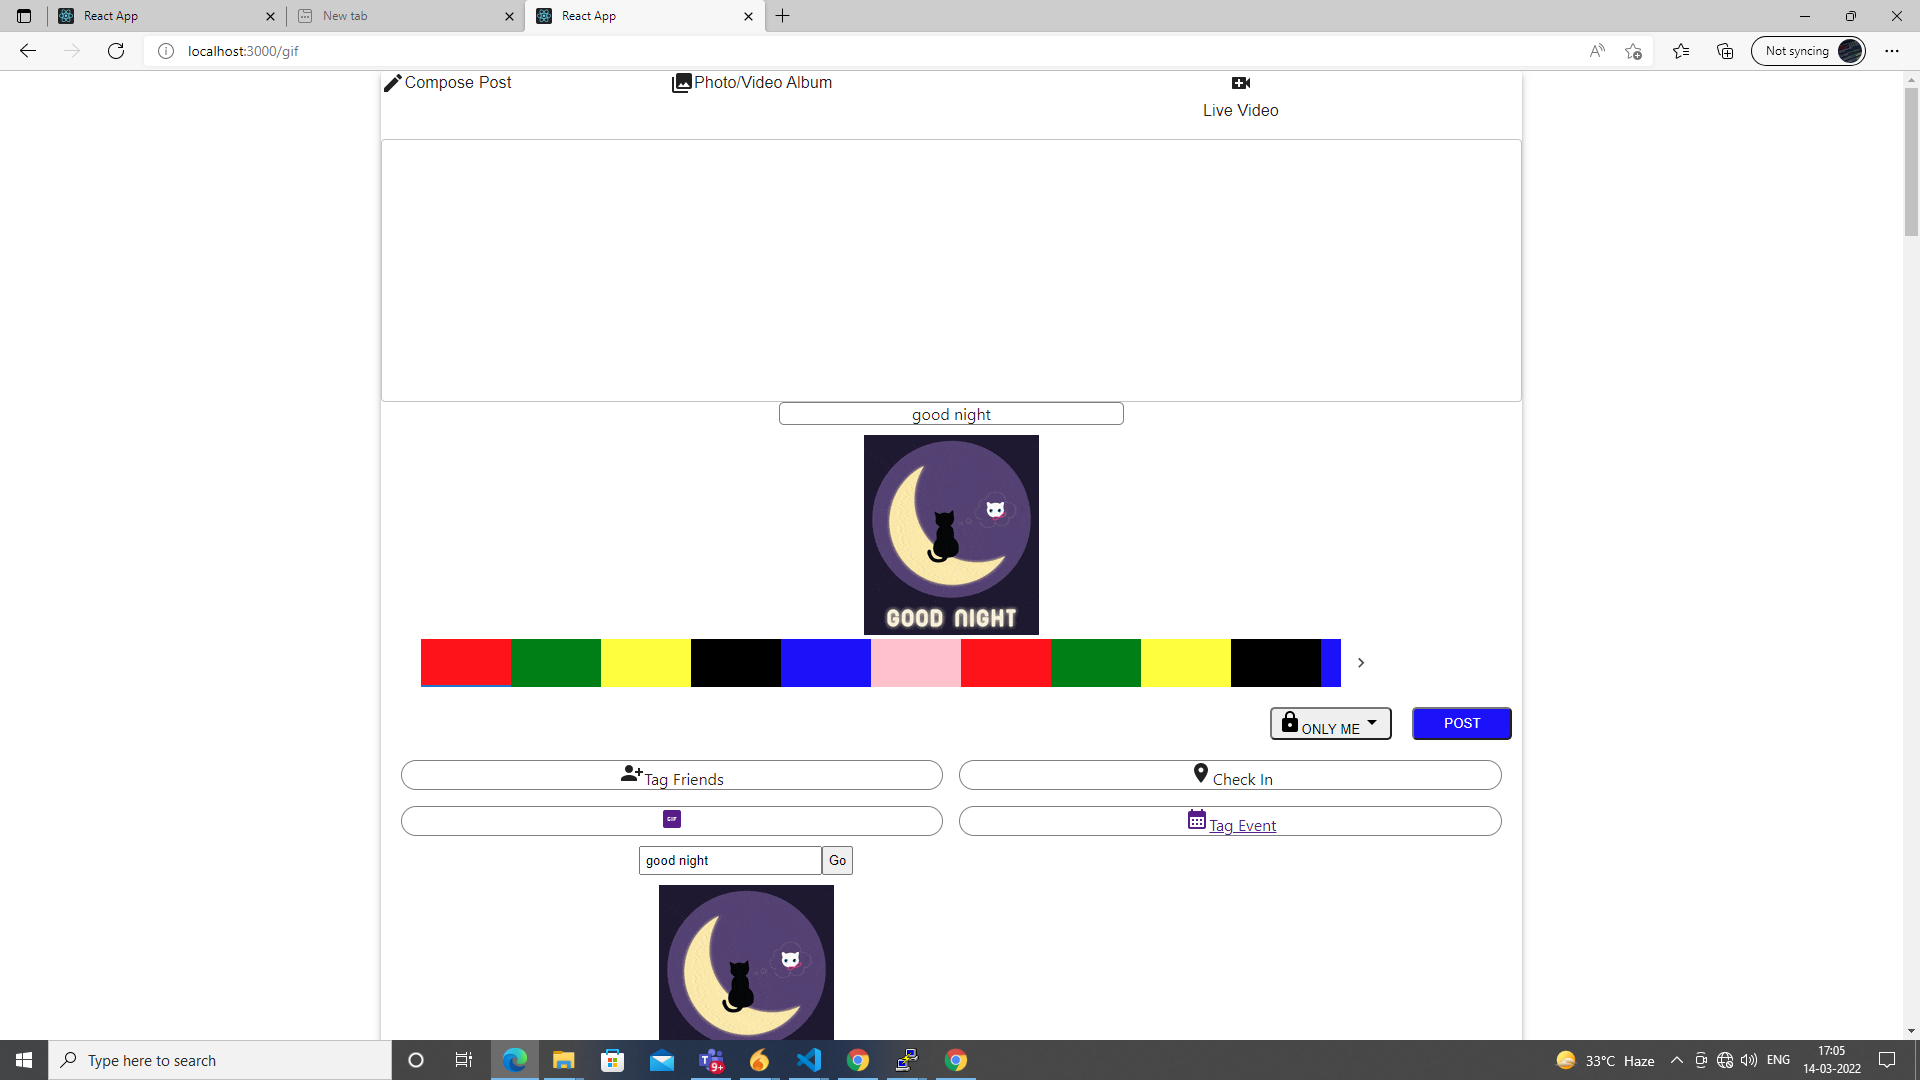 React App
New tab
React App
localhost:3000/gif
Not syncing
Compose Post
Photo/Video Album
Live Video
good night
GOOD NIGHT
ONLY ME
POST
Tag Friends
Check In
GIF
Tag Event
good night
Go
Type here to search
9+
33°C Haze
ENG
17:05
14-03-2022